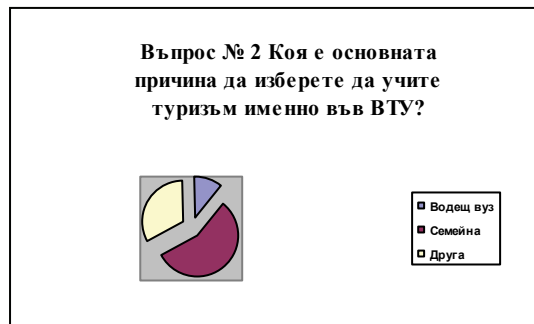 Въпрос № 2 Коя е основната
причина да изберете да учите
туризъм именно във ВТУ?
Водещ вуз
Семейна
Друга